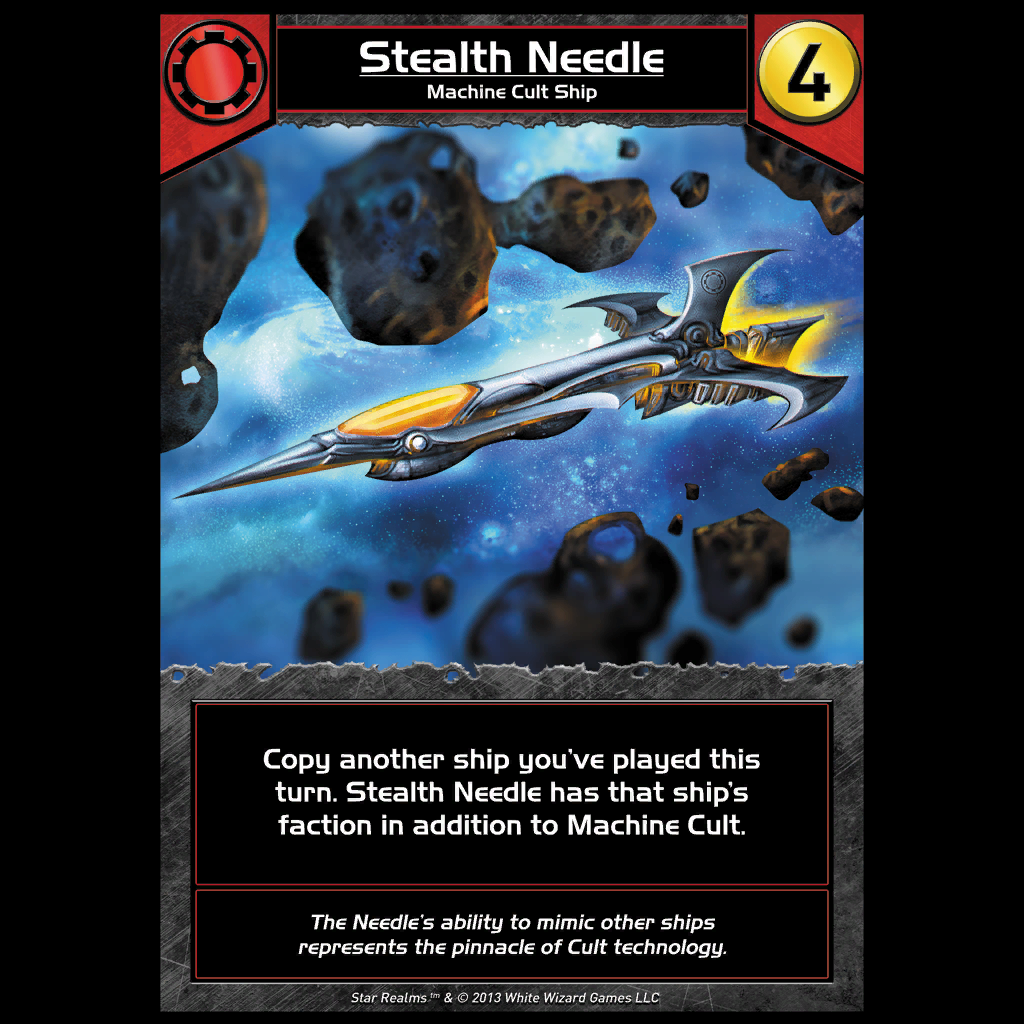 Stealth Needle
Machine Cult Ship
4
Copy another ship you've played this
turn. Stealth Needle has that ship's
faction in addition to Machine Cult.
The Needle's ability to mimic other ships
represents the pinnacle of Cult technology.
Star Realms™ & © 2013 White Wizard Games LLC